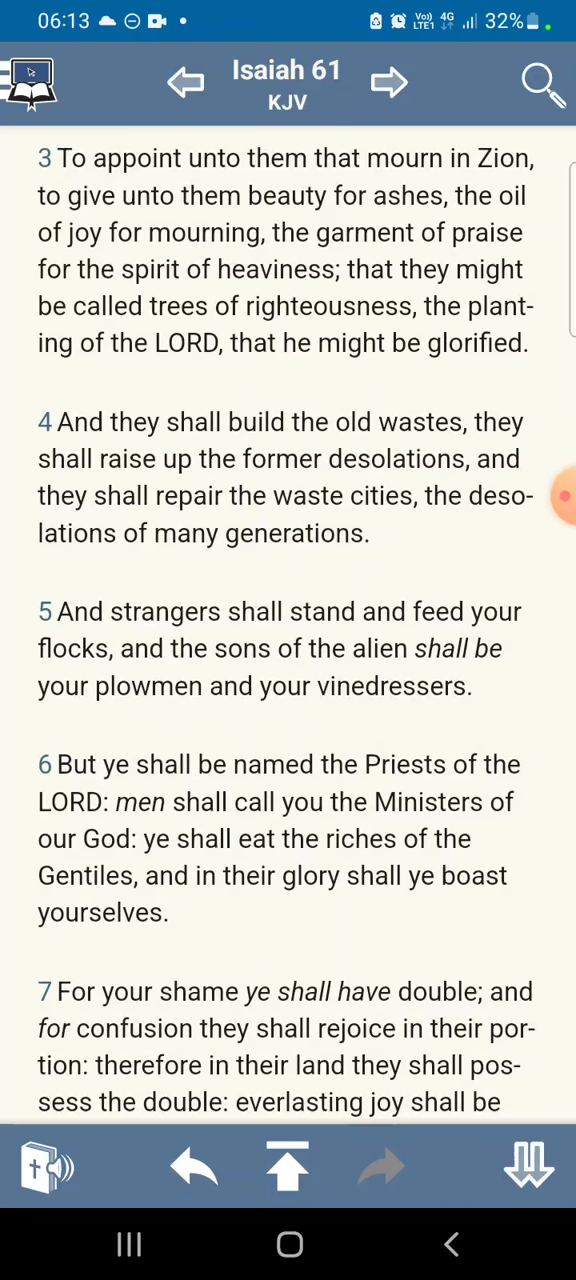 06:13 Vo) LTE1 4G 32%
Isaiah 61
KJV
3 To appoint unto them that mourn in Zion,
to give unto them beauty for ashes, the oil
of joy for mourning, the garment of praise
for the spirit of heaviness; that they might
be called trees of righteousness, the plant-
ing of the LORD, that he might be glorified.
4 And they shall build the old wastes, they
shall raise up the former desolations, and
they shall repair the waste cities, the deso-
lations of many generations.
5 And strangers shall stand and feed your
flocks, and the sons of the alien shall be
your plowmen and your vinedressers.
6 But ye shall be named the Priests of the
LORD: men shall call you the Ministers of
our God: ye shall eat the riches of the
Gentiles, and in their glory shall ye boast
yourselves.
7 For your shame ye shall have double; and
for confusion they shall rejoice in their por-
tion: therefore in their land they shall pos-
sess the double: everlasting joy shall be